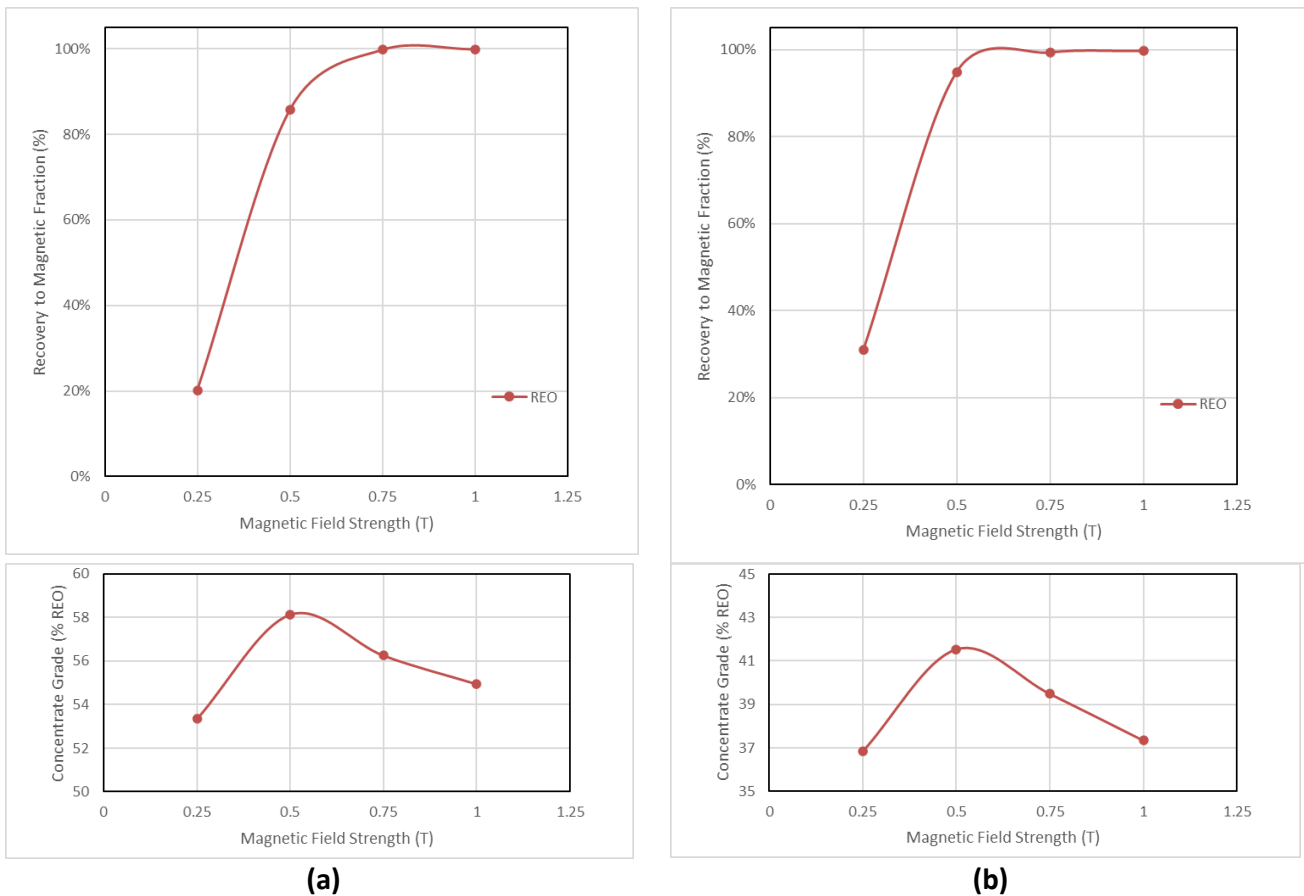 Recovery to Magnetic Fraction (%)
100%
80%
60%
40%
20%
0%
0 0.25 0.5 0.75 1 1.25
Magnetic Field Strength (T)
REO
Concentrate Grade (% REO)
60
58
56
54
52
50
0 0.25 0.5 0.75 1 1.25
Magnetic Field Strength (T)
(a)
Recovery to Magnetic Fraction (%)
100%
80%
60%
40%
20%
0%
0 0.25 0.5 0.75 1 1.25
Magnetic Field Strength (T)
REO
Concentrate Grade (% REO)
45
43
41
39
37
35
0 0.25 0.5 0.75 1 1.25
Magnetic Field Strength (T)
(b)